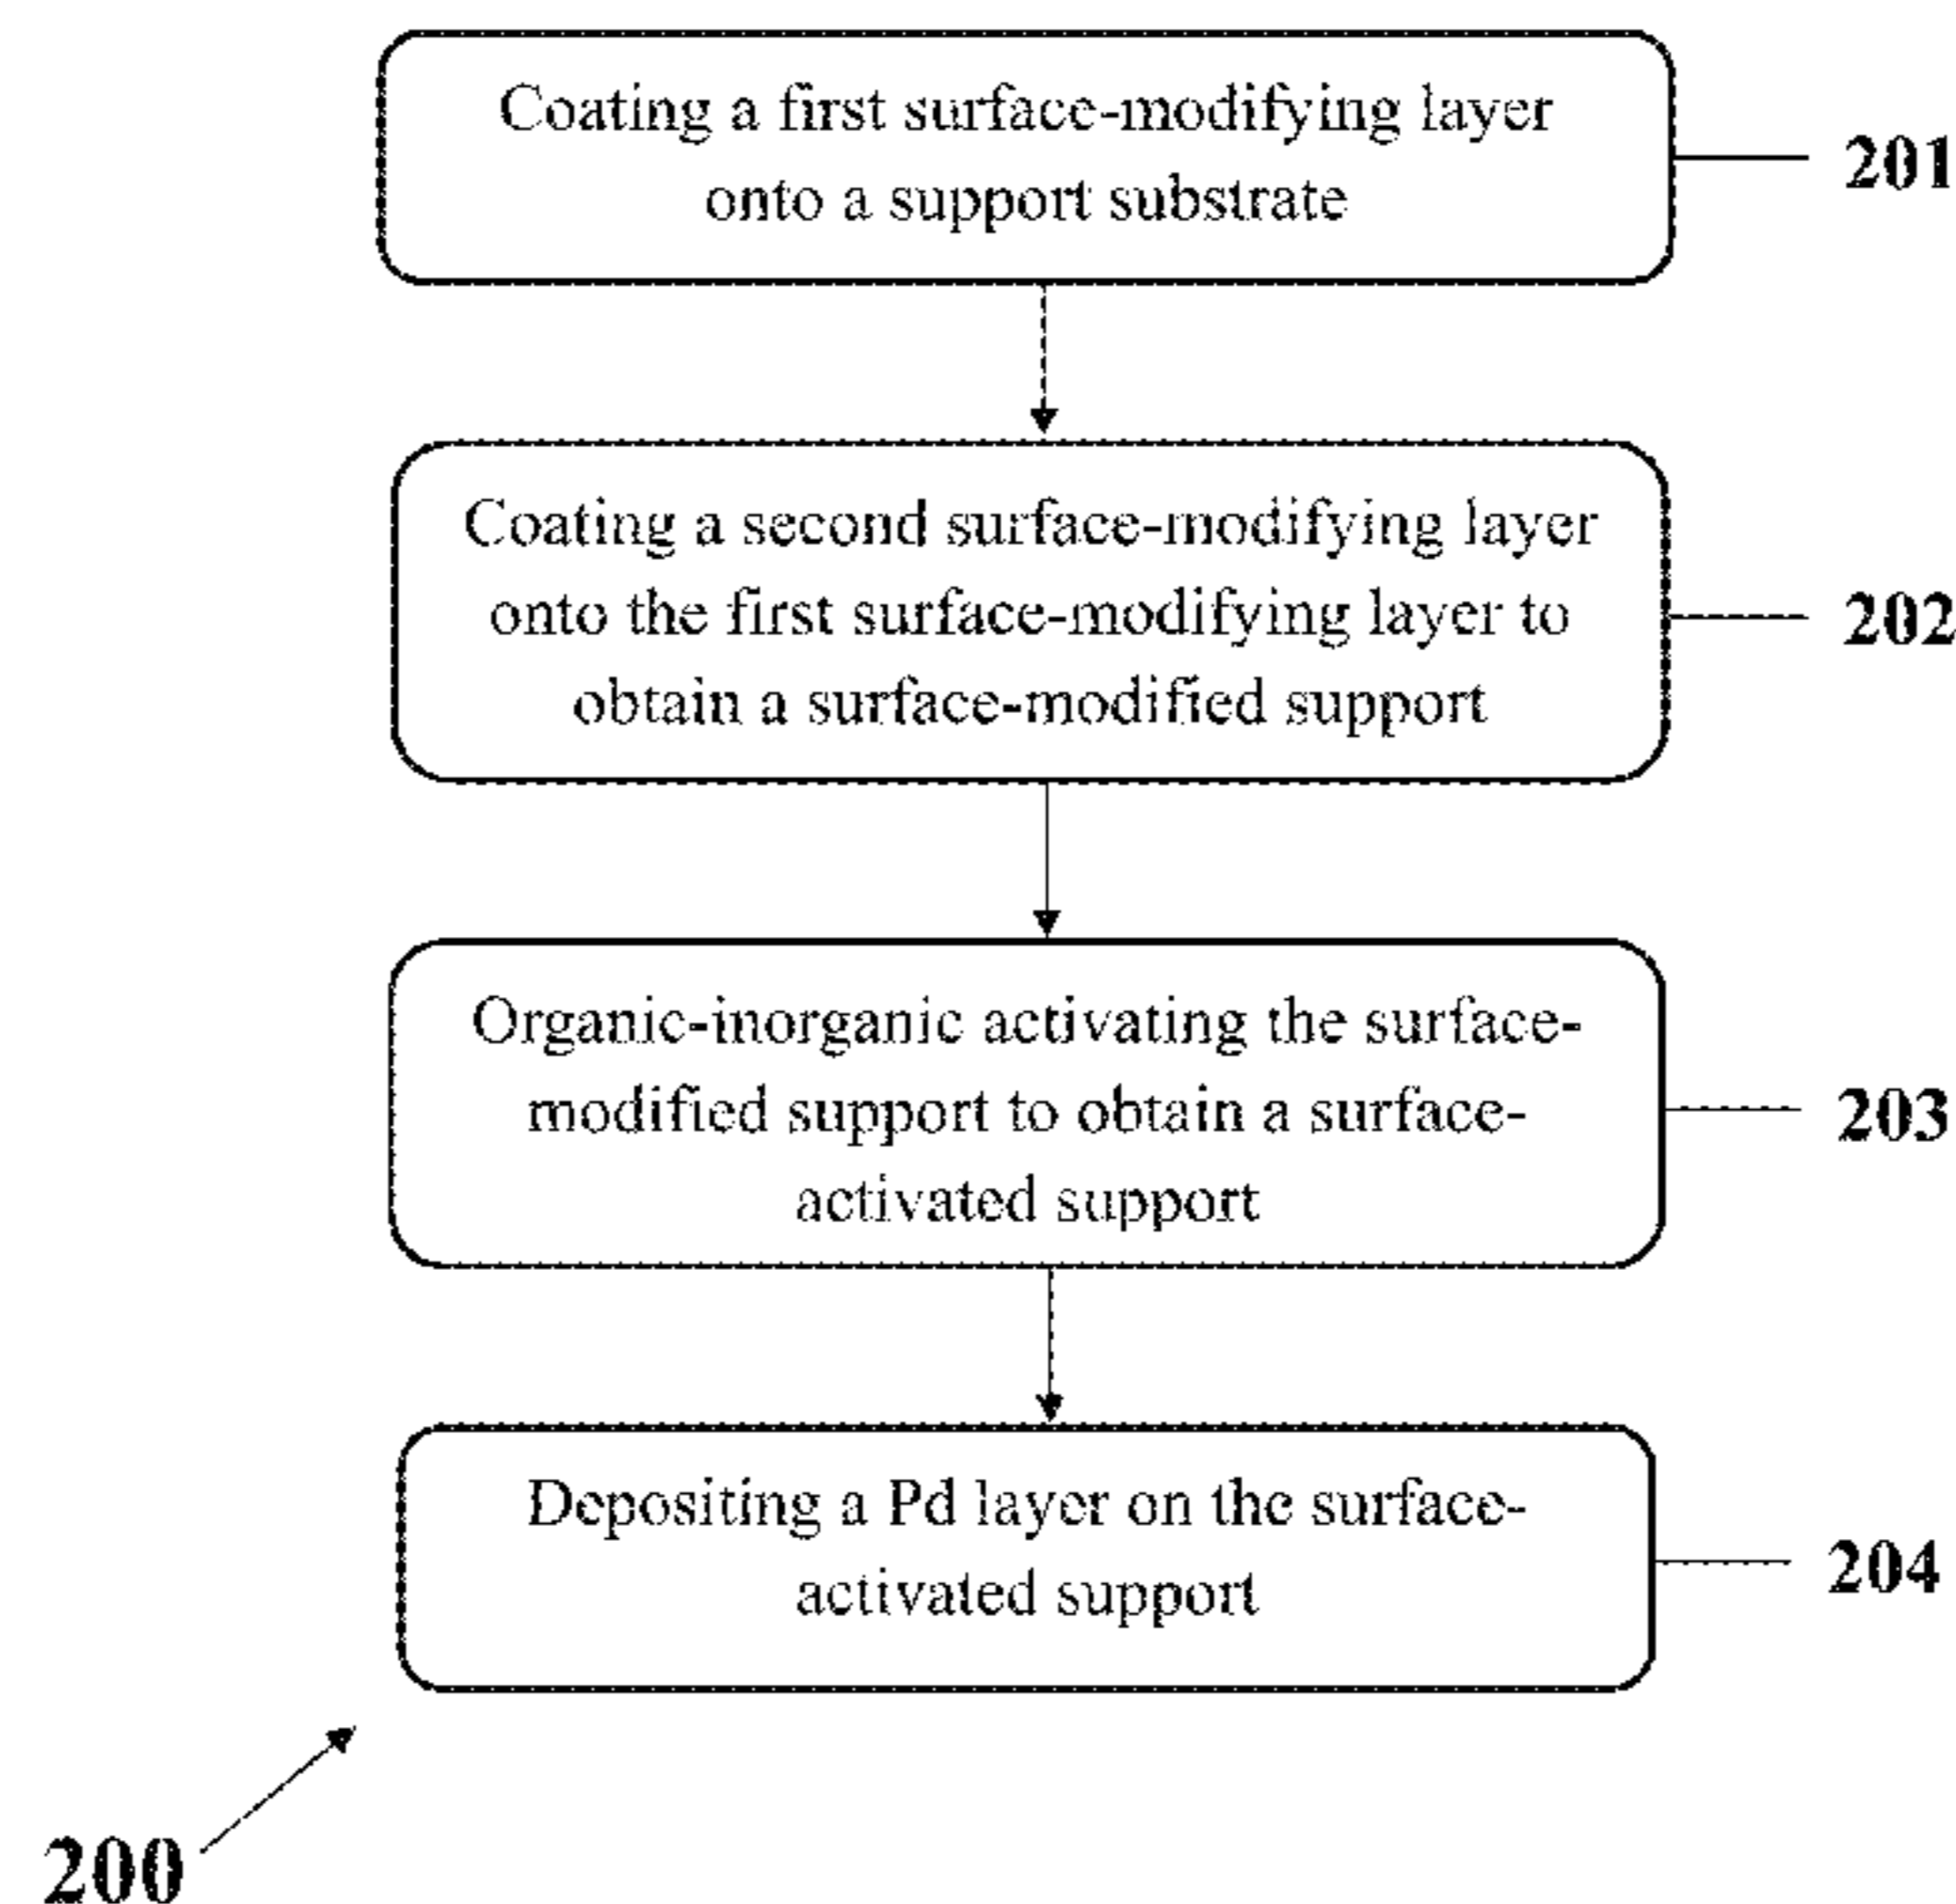 Coating a first surface-modifying layer
onto a support substrate
201
Coating a second surface-modifying layer
onto the first surface-modifying layer to
obtain a surface-modified support
202
Organic-inorganic activating the surface-
modified support to obtain a surface-
activated support
203
Depositing a Pd layer on the surface-
activated support
204
200